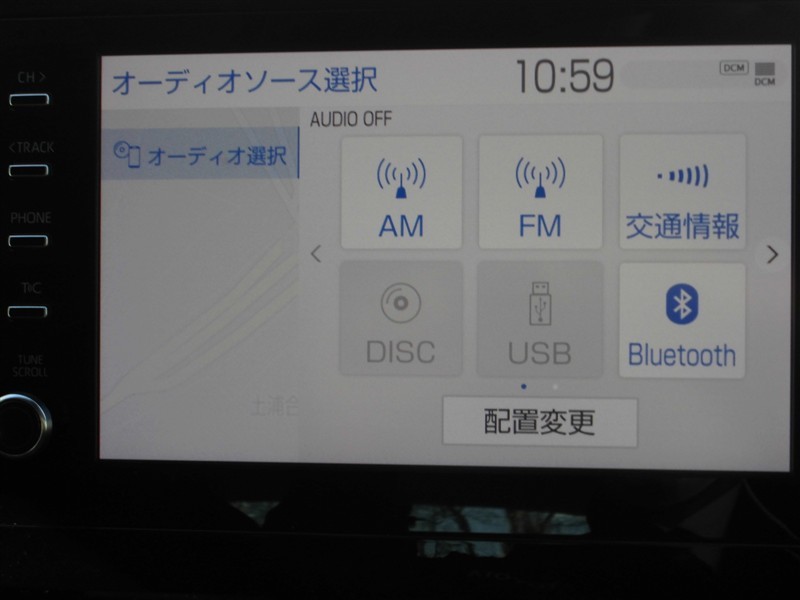 CH >
オーディオソース選択
10:59
DCM
DCM
AUDIO OFF
オーディオ選択
< TRACK
AM
FM
交通情報
PHONE
DISC
USB
Bluetooth
TUNE
SCROLL
配置変更